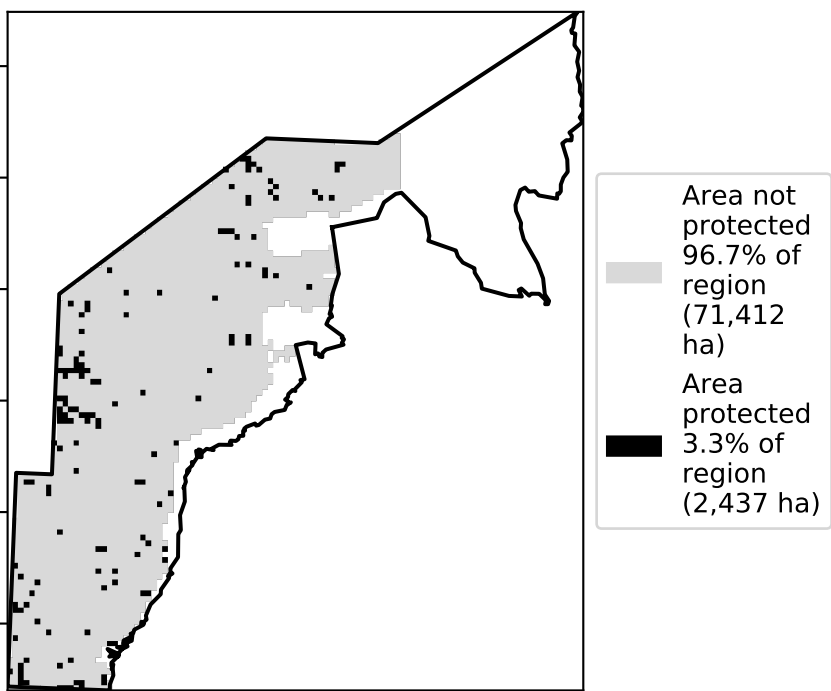 Area not
protected
96.7% of
region
(71,412
ha)
Area
protected
3.3% of
region
(2,437 ha)